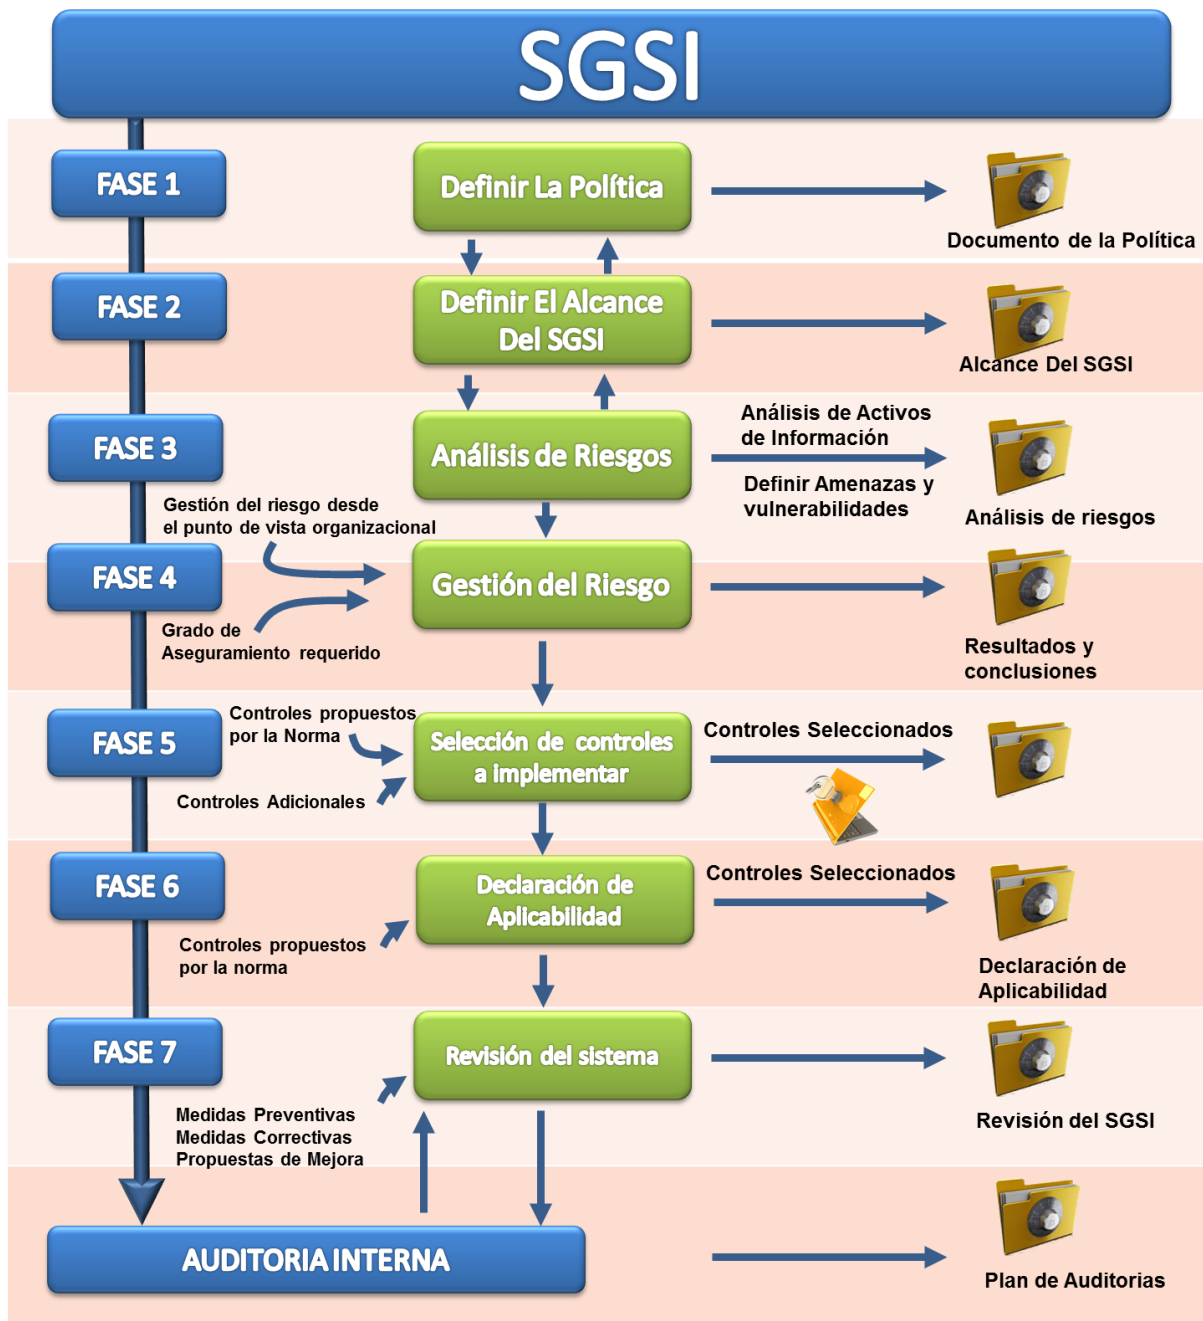 SGSI
FASE 1
Definir La Política
Documento de la Política
FASE 2
Definir El Alcance
Del SGSI
Alcance Del SGSI
FASE 3
Análisis de Riesgos
Análisis de Activos
de Información
Definir Amenazas y
vulnerabilidades
Análisis de riesgos
Gestión del riesgo desde
el punto de vista organizacional
FASE 4
Gestión del Riesgo
Grado de
Aseguramiento requerido
Resultados y
conclusiones
FASE 5
Controles propuestos
por la Norma
Controles Adicionales
Selección de controles
a implementar
Controles Seleccionados
FASE 6
Declaración de
Aplicabilidad
Controles Seleccionados
Controles propuestos
por la norma
Declaración de
Aplicabilidad
FASE 7
Revisión del sistema
Medidas Preventivas
Medidas Correctivas
Propuestas de Mejora
Revisión del SGSI
AUDITORIA INTERNA
Plan de Auditorias